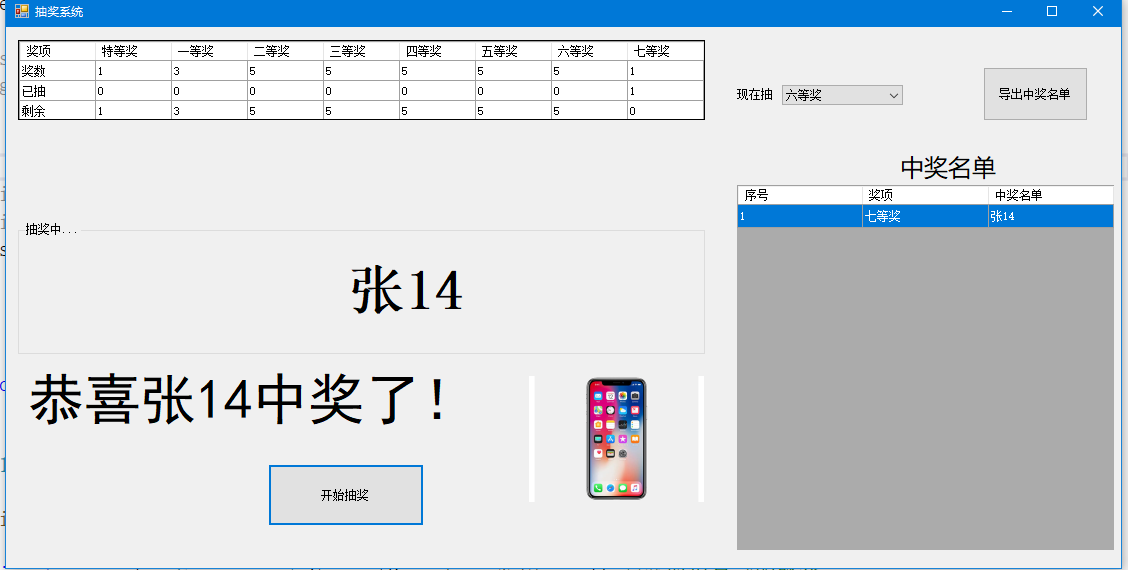 抽奖系统
奖项 特等奖 一等奖 二等奖 三等奖 四等奖 五等奖 六等奖 七等奖
奖数 1 3 5 5 5 5 5 1
已抽 0 0 0 0 0 0 0 1
剩余 1 3 5 5 5 5 5 0
现在抽 六等奖
导出中奖名单
中奖名单
序号 奖项 中奖名单
1 七等奖 张14
抽奖中...
张14
恭喜张14中奖了！
开始抽奖